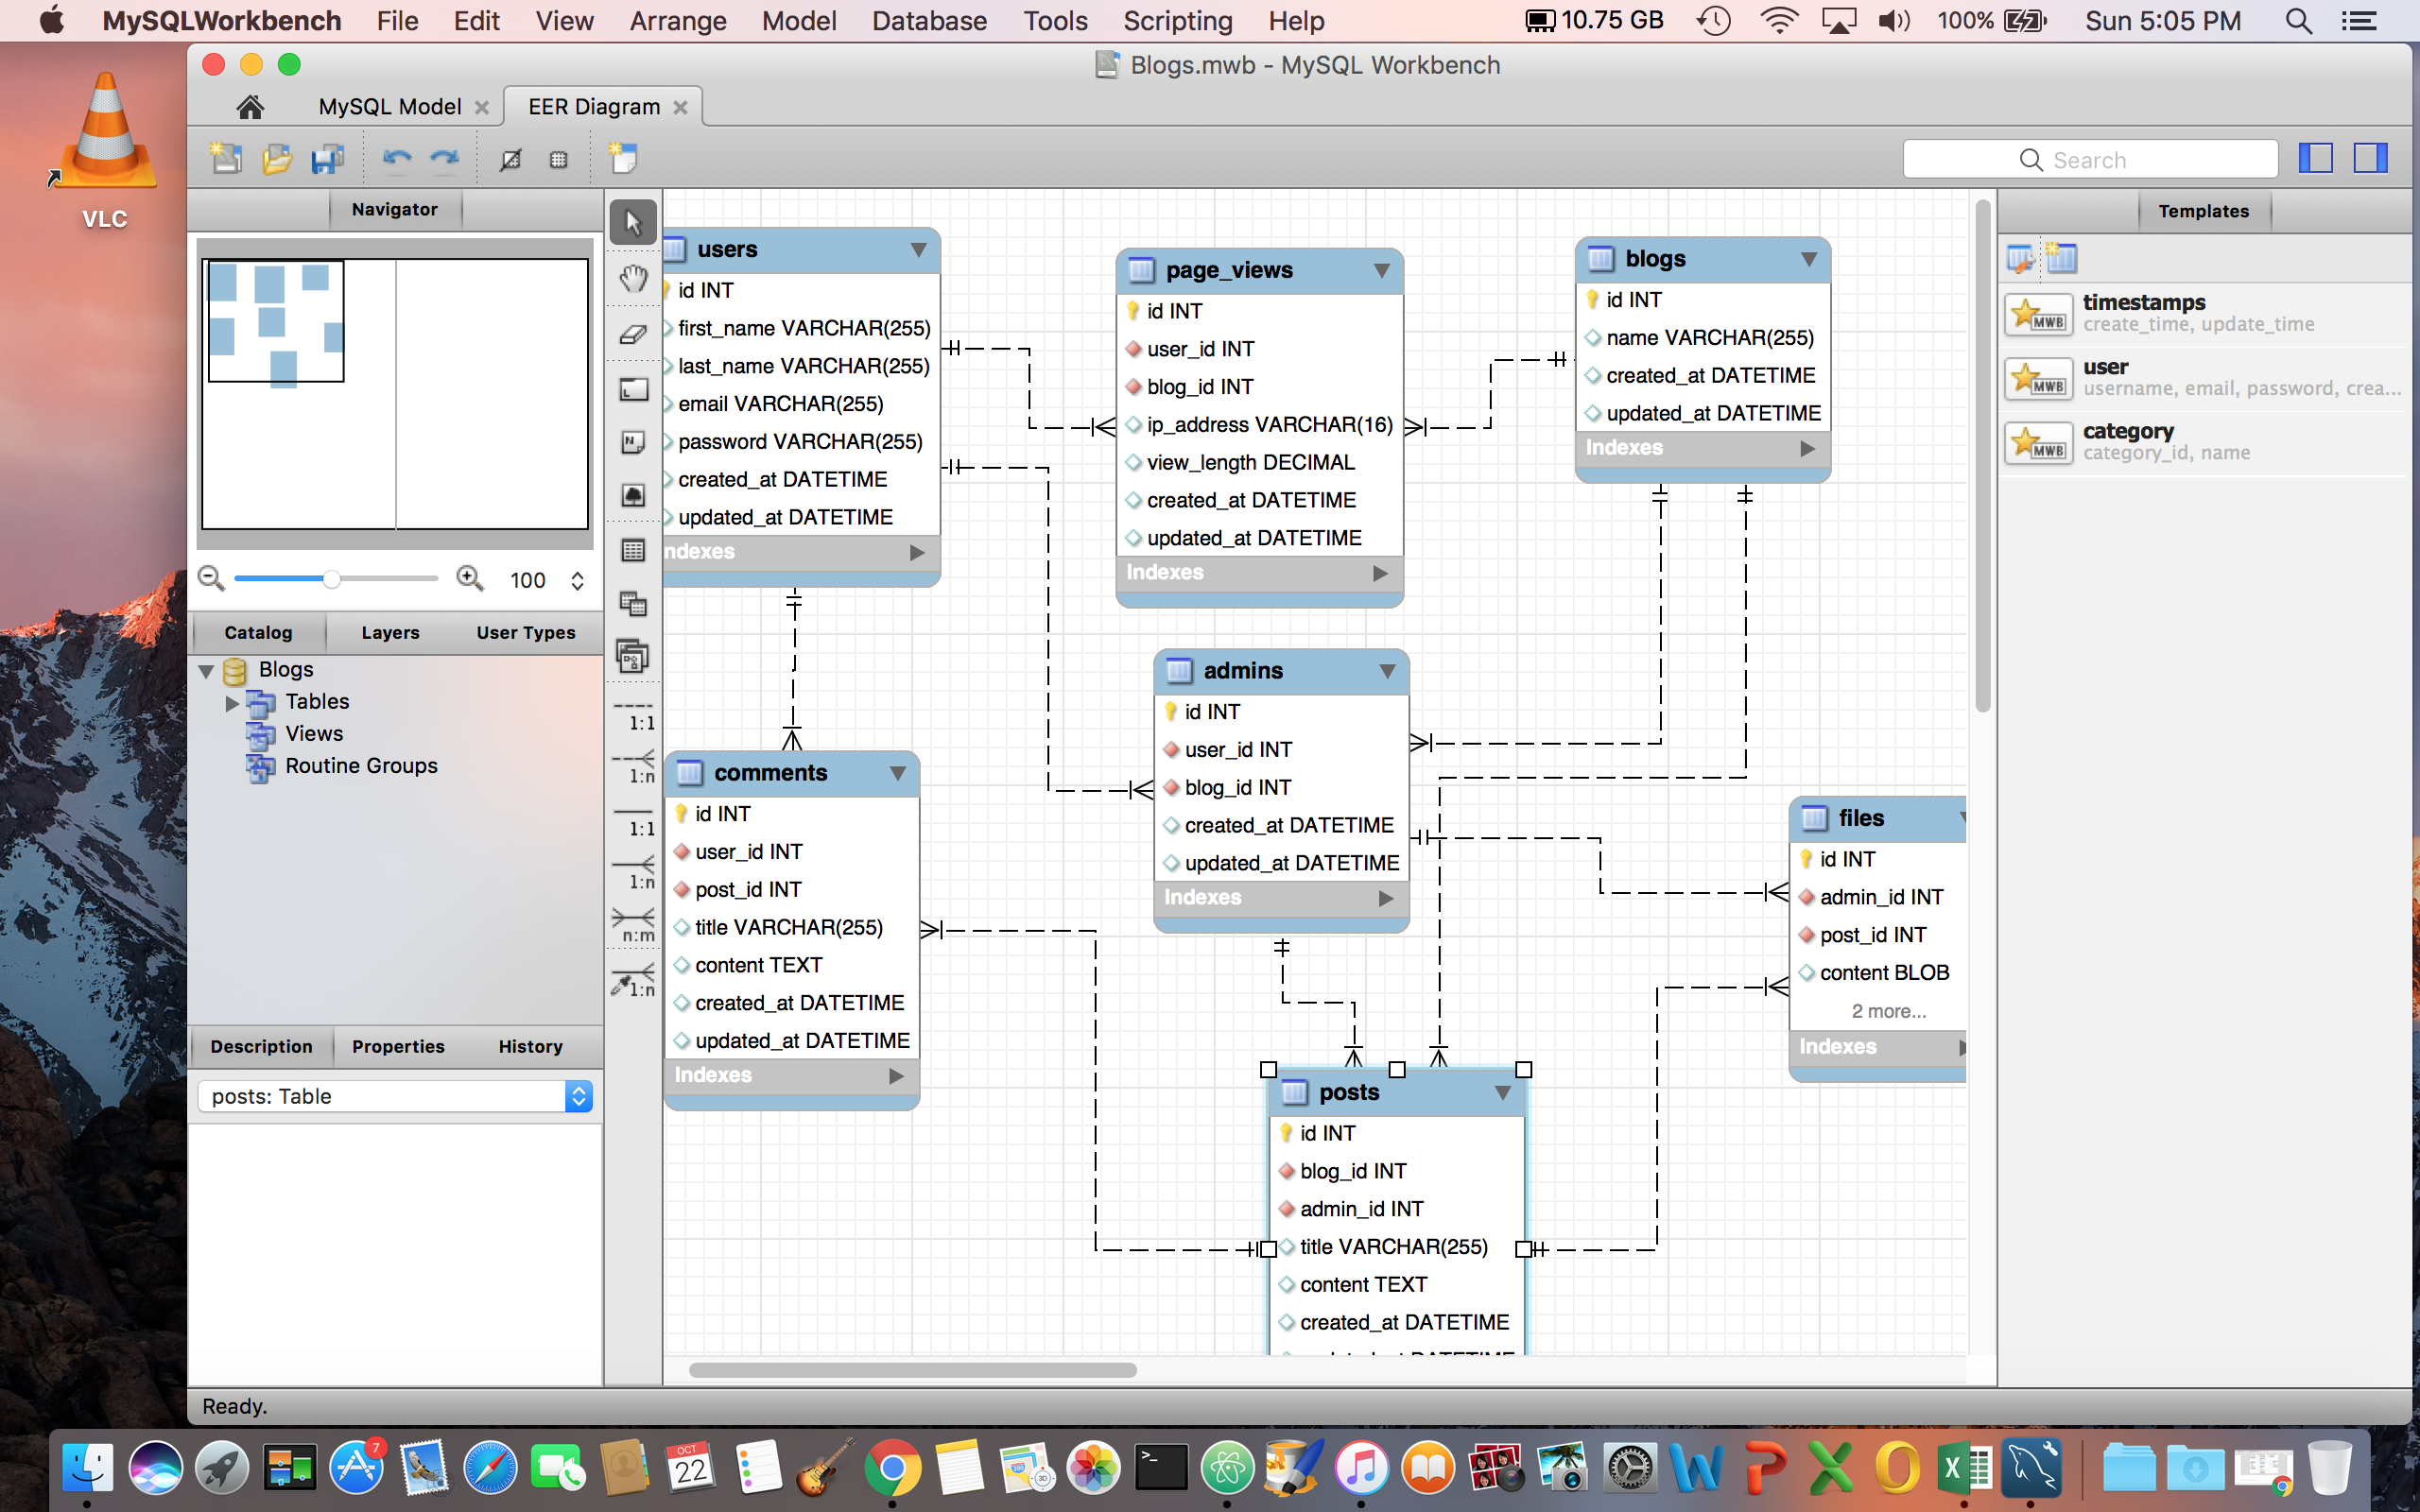 MySQLWorkbench File Edit View Arrange Model Database Tools Scripting Help 10.75 GB 100% Sun 5:05 PM
VLC
Blogs.mwb - MySQL Workbench
MySQL Model EER Diagram
Search
Navigator
100
Catalog Layers User Types
Blogs
Tables
Views
Routine Groups
Description Properties History
posts: Table
1:1
1:n
1:1
1:n
n:m
1:n
users
id INT
first_name VARCHAR(255)
last_name VARCHAR(255)
email VARCHAR(255)
password VARCHAR(255)
created_at DATETIME
updated_at DATETIME
ndexes
page_views
id INT
user_id INT
blog_id INT
ip_address VARCHAR(16)
view_length DECIMAL
created_at DATETIME
updated_at DATETIME
Indexes
blogs
id INT
name VARCHAR(255)
created_at DATETIME
updated_at DATETIME
Indexes
admins
id INT
user_id INT
blog_id INT
created_at DATETIME
updated_at DATETIME
Indexes
comments
id INT
user_id INT
post_id INT
title VARCHAR(255)
content TEXT
created_at DATETIME
updated_at DATETIME
Indexes
files
id INT
admin_id INT
post_id INT
content BLOB
2 more...
Indexes
posts
id INT
blog_id INT
admin_id INT
title VARCHAR(255)
content TEXT
created_at DATETIME
Templates
MWB
timestamps
create_time, update_time
MWB
user
username, email, password, crea...
MWB
category
category_id, name
Ready.
7
OCT
22
3D